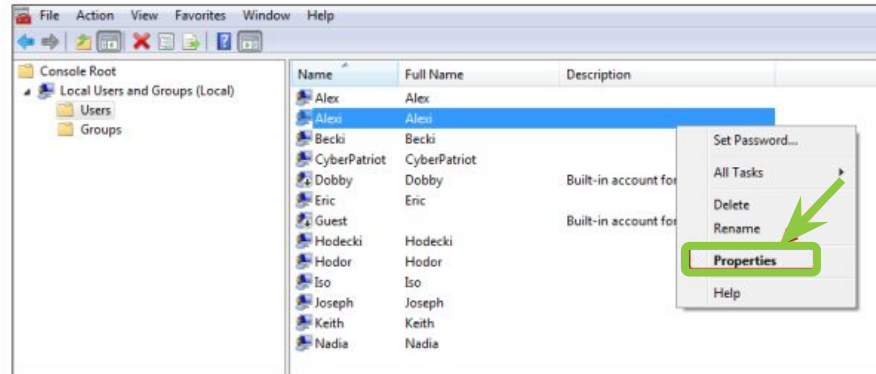 File Action View Favorites Window Help
Console Root
Local Users and Groups (Local)
Users
Groups
Name Full Name Description
Alex Alex
Alexi Alexi
Becki Becki
CyberPatriot CyberPatriot
Dobby Dobby Built-in account for
Eric Eric
Guest Built-in account for
Hodecki Hodecki
Hodor Hodor
Iso Iso
Joseph Joseph
Keith Keith
Nadia Nadia
Set Password...
All Tasks
Delete
Rename
Properties
Help